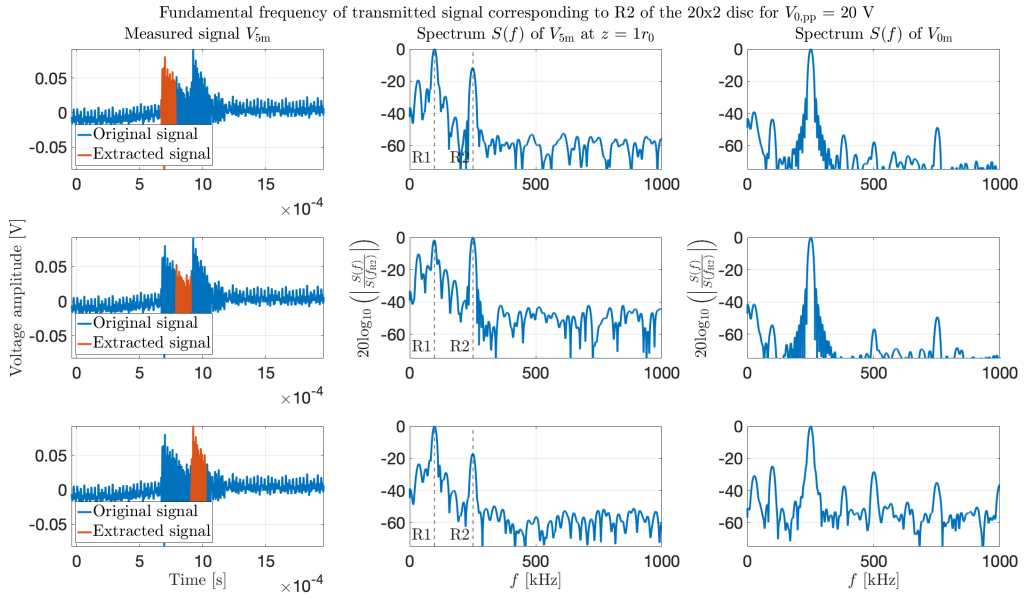 Fundamental frequency of transmitted signal corresponding to R2 of the 20x2 disc for V₀,pp = 20 V
Measured signal V₅ₘ
Spectrum S(f) of V₅ₘ at z = 1r₀
Spectrum S(f) of V₀ₘ
0.05
0
-0.05
Original signal
Extracted signal
0 5 10 15
×10⁻⁴
0
-20
-40
-60
R1 R2
0 500 1000
0
-20
-40
-60
0 500 1000
Voltage amplitude [V]
0.05
0
-0.05
Original signal
Extracted signal
0 5 10 15
×10⁻⁴
20log₁₀(|S(f)/S(f_R2)|)
0
-20
-40
-60
R1 R2
0 500 1000
20log₁₀(|S(f)/S(f_R2)|)
0
-20
-40
-60
0 500 1000
0.05
0
-0.05
Original signal
Extracted signal
0 5 10 15
Time [s]
×10⁻⁴
0
-20
-40
-60
R1 R2
0 500 1000
f [kHz]
0
-20
-40
-60
0 500 1000
f [kHz]